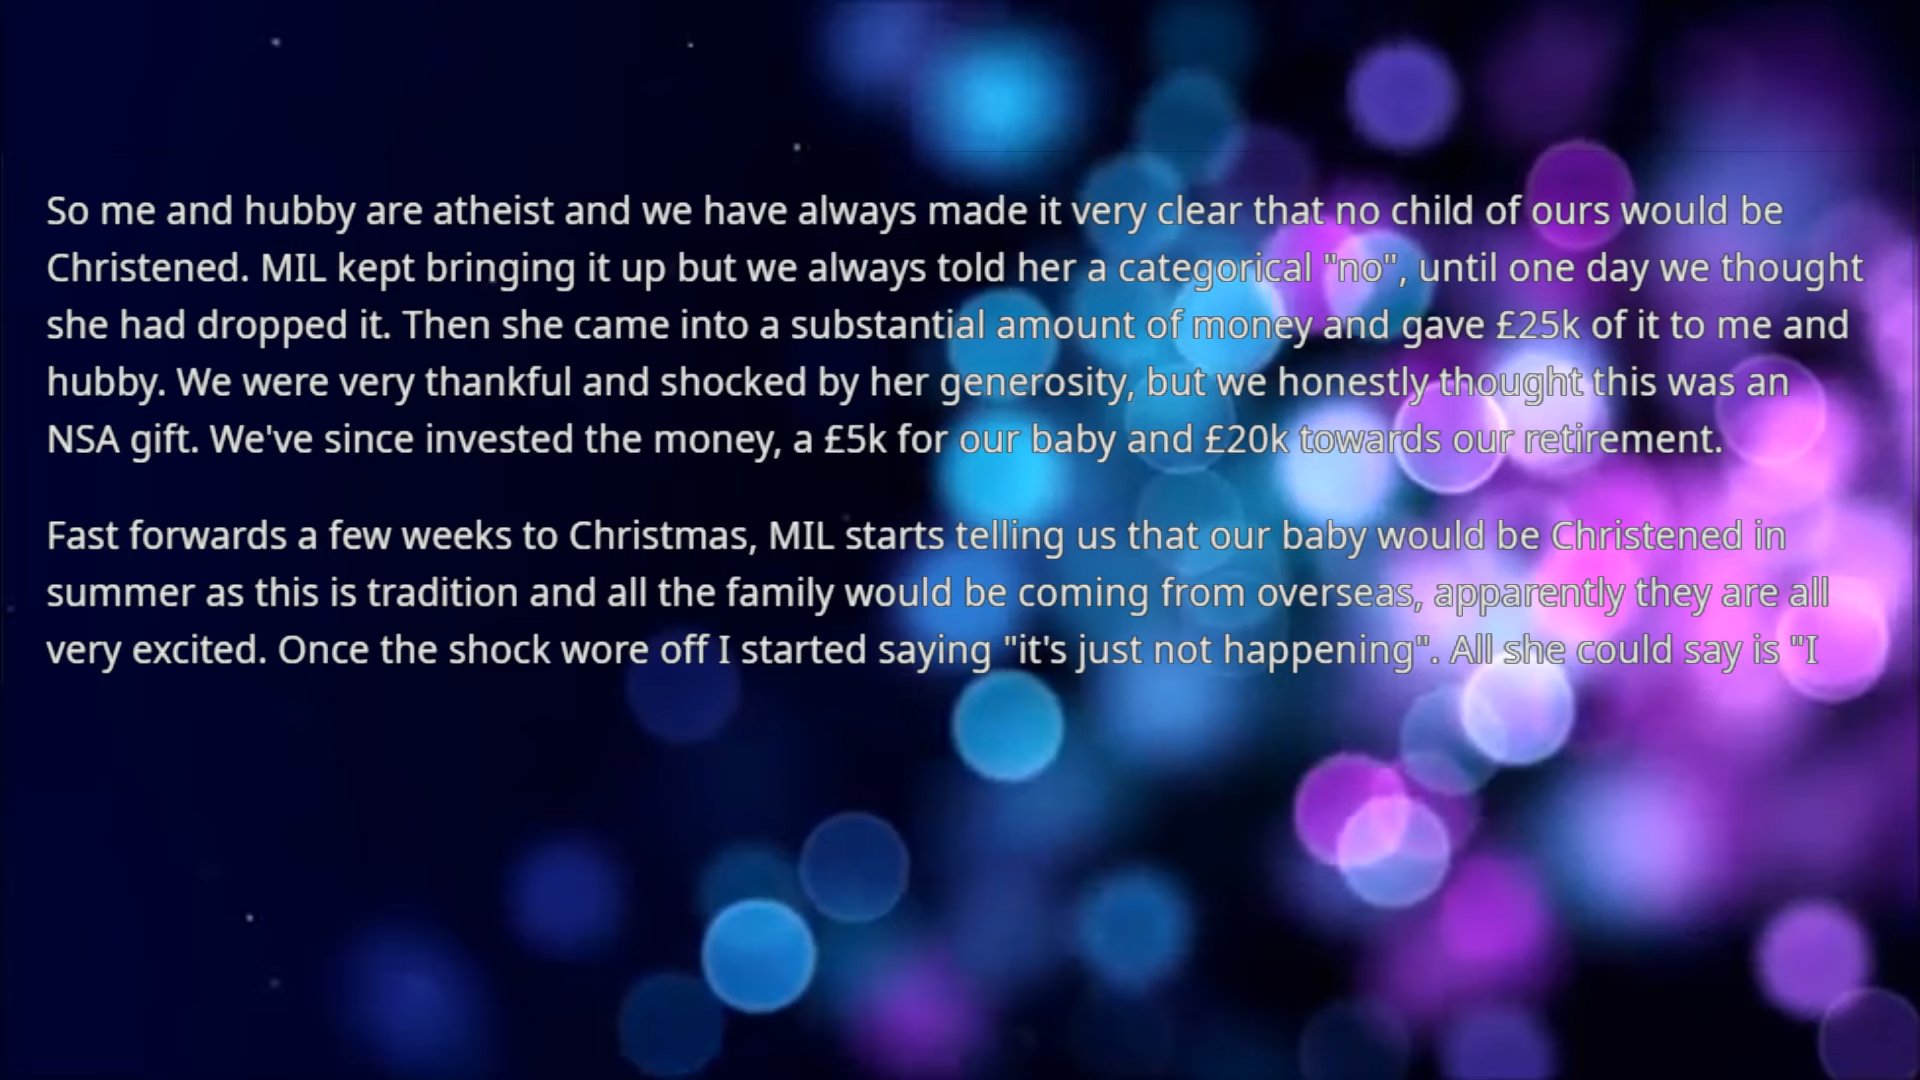 So me and hubby are atheist and we have always made it very clear that no child of ours would be
Christened. MIL kept bringing it up but we always told her a categorical "no", until one day we thought
she had dropped it. Then she came into a substantial amount of money and gave £25k of it to me and
hubby. We were very thankful and shocked by her generosity, but we honestly thought this was an
NSA gift. We've since invested the money, a £5k for our baby and £20k towards our retirement.
Fast forwards a few weeks to Christmas, MIL starts telling us that our baby would be Christened in
summer as this is tradition and all the family would be coming from overseas, apparently they are all
very excited. Once the shock wore off I started saying "it's just not happening". All she could say is "I